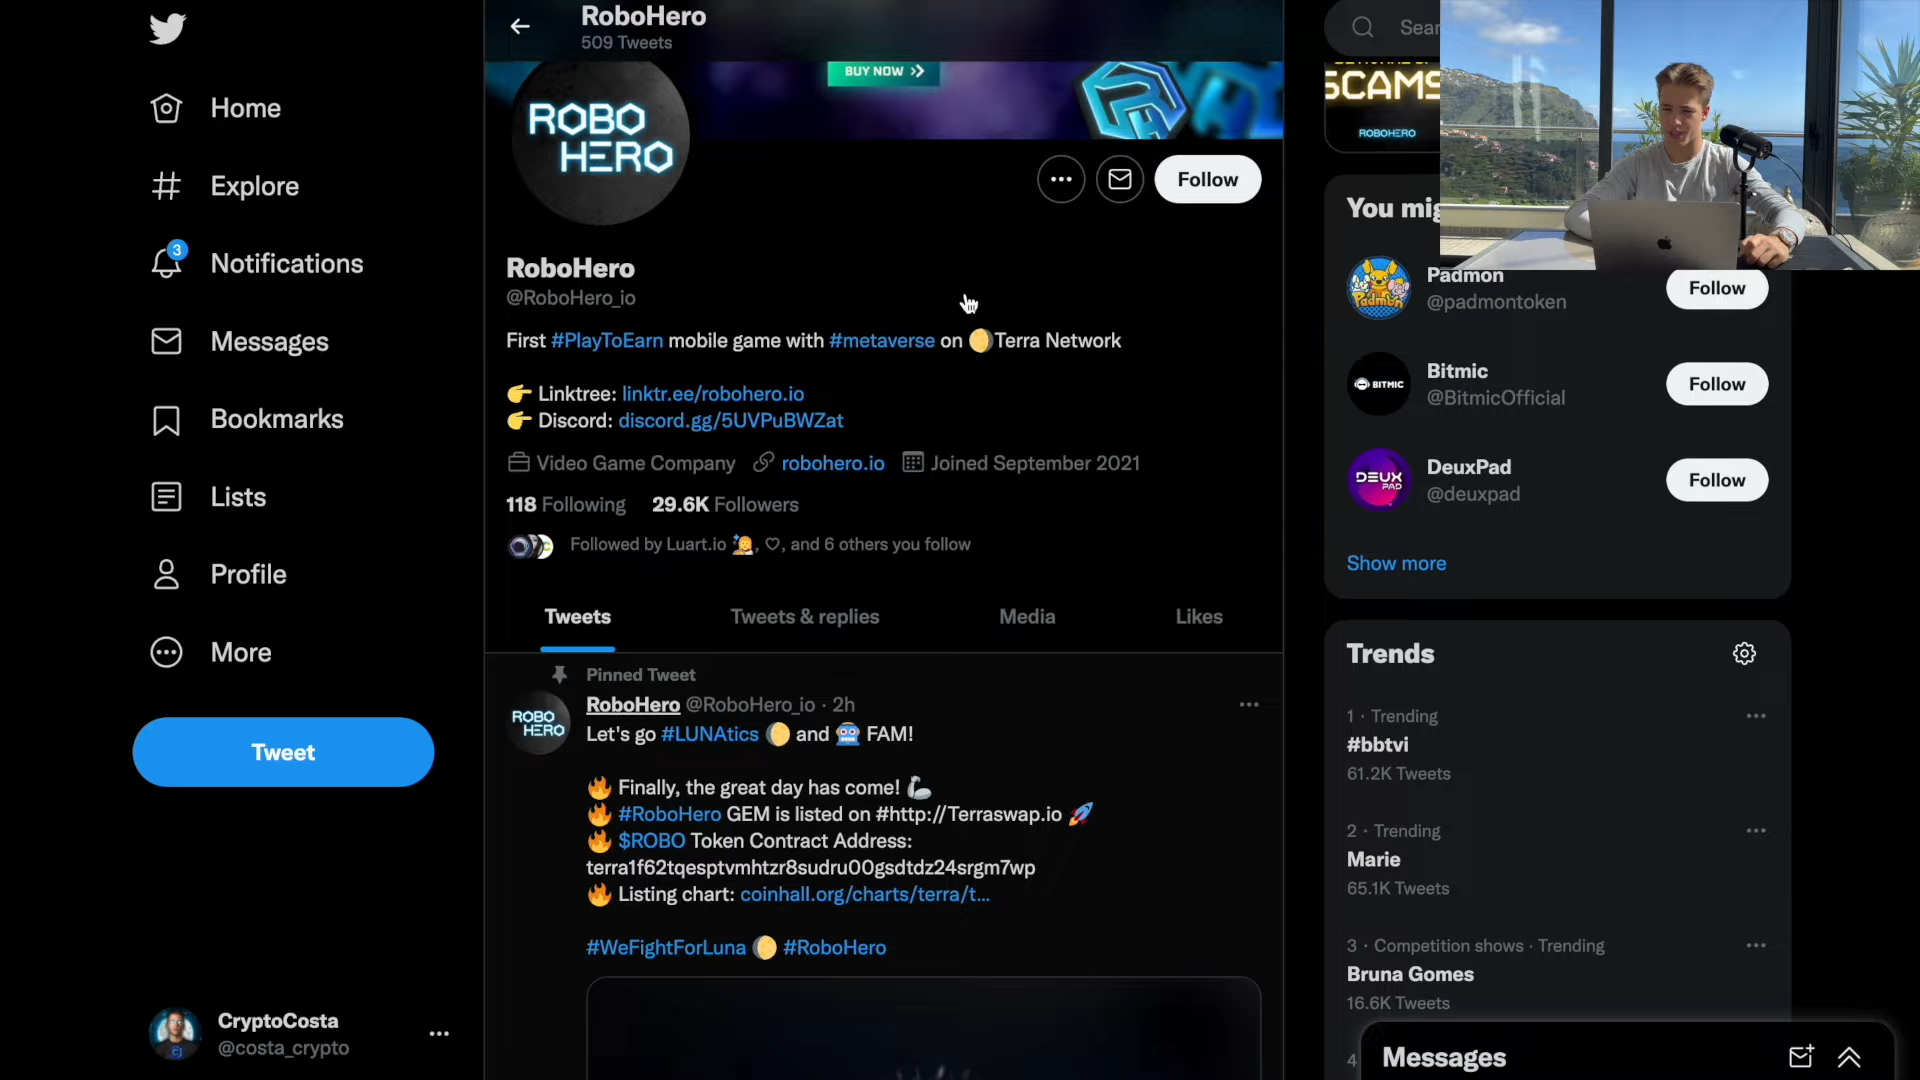 Home
Explore
3
Notifications
Messages
Bookmarks
Lists
Profile
More
Tweet
CryptoCosta
@costa_crypto
RoboHero
509 Tweets
BUY NOW >>
ROBO
HERO
Follow
RoboHero
@RoboHero_io
First #PlayToEarn mobile game with #metaverse on 🌖Terra Network
👉 Linktree: linktr.ee/robohero.io
👉 Discord: discord.gg/5UVPuBWZat
Video Game Company robohero.io Joined September 2021
118 Following 29.6K Followers
Followed by Luart.io 👩‍🚀, ♡, and 6 others you follow
Tweets Tweets & replies Media Likes
Pinned Tweet
ROBO
HERO
RoboHero @RoboHero_io · 2h
Let's go #LUNAtics 🌖 and 🤖 FAM!
🔥 Finally, the great day has come! 🦾
🔥 #RoboHero GEM is listed on #http://Terraswap.io 🚀
🔥 $ROBO Token Contract Address:
terra1f62tqesptvmhtzr8sudru00gsdtdz24srgm7wp
🔥 Listing chart: coinhall.org/charts/terra/t...
#WeFightForLuna 🌖 #RoboHero
Sear
SCAMS
ROBOHERO
You mig
Padmon
Padmon
@padmontoken
Follow
BITMIC
Bitmic
@BitmicOfficial
Follow
DEUX
PAD
DeuxPad
@deuxpad
Follow
Show more
Trends
1 · Trending
#bbtvi
61.2K Tweets
2 · Trending
Marie
65.1K Tweets
3 · Competition shows · Trending
Bruna Gomes
16.6K Tweets
4
Messages